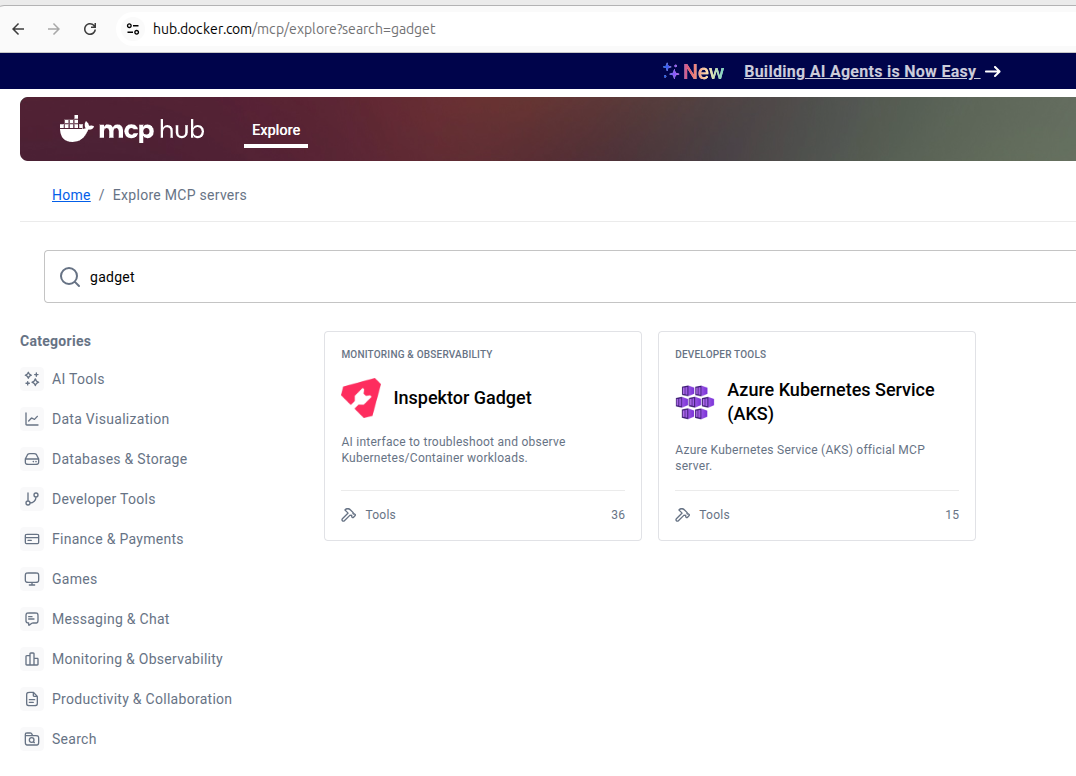 hub.docker.com/mcp/explore?search=gadget
New Building AI Agents is Now Easy →
mcp hub Explore
Home / Explore MCP servers
gadget
Categories
AI Tools
Data Visualization
Databases & Storage
Developer Tools
Finance & Payments
Games
Messaging & Chat
Monitoring & Observability
Productivity & Collaboration
Search
MONITORING & OBSERVABILITY
Inspektor Gadget
AI interface to troubleshoot and observe
Kubernetes/Container workloads.
Tools 36
DEVELOPER TOOLS
Azure Kubernetes Service
(AKS)
Azure Kubernetes Service (AKS) official MCP
server.
Tools 15